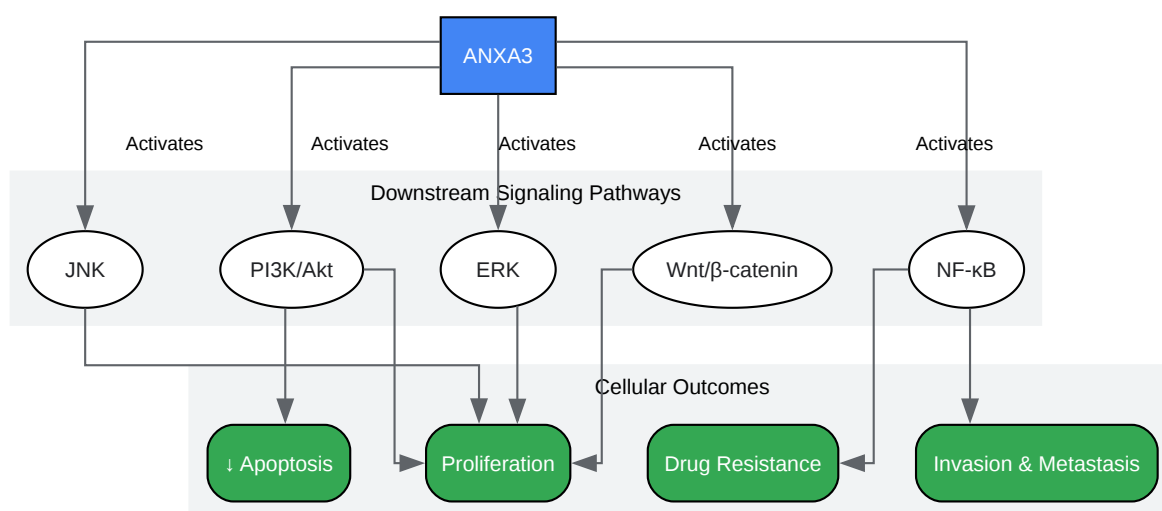 ANXA3
Activates
Activates
Activates
Activates
Activates
Downstream Signaling Pathways
JNK
PI3K/Akt
ERK
Wnt/β-catenin
NF-κB
Cellular Outcomes
↓ Apoptosis
Proliferation
Drug Resistance
Invasion & Metastasis